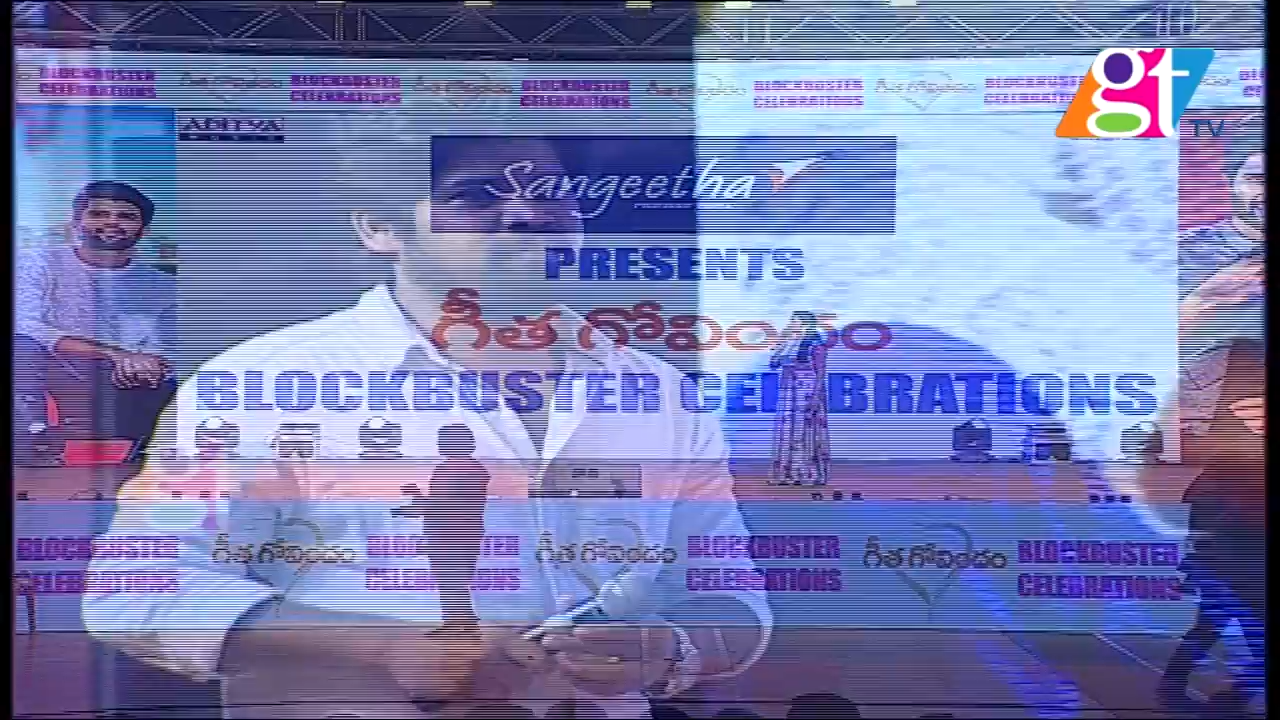 BLOCKBUSTER CELEBRATIONS
BLOCKBUSTER CELEBRATIONS
BLOCKBUSTER CELEBRATIONS
BLOCKBUSTER CELEBRATIONS
gt TV
ADITYA
Sangeetha
PRESENTS
గీత గోవిందం
BLOCKBUSTER CELEBRATIONS
BLOCKBUSTER CELEBRATIONS
గీత గోవిందం
BLOCKBUSTER CELEBRATIONS
గీత గోవిందం
BLOCKBUSTER CELEBRATIONS
గీత గోవిందం
BLOCKBUSTER CELEBRATIONS